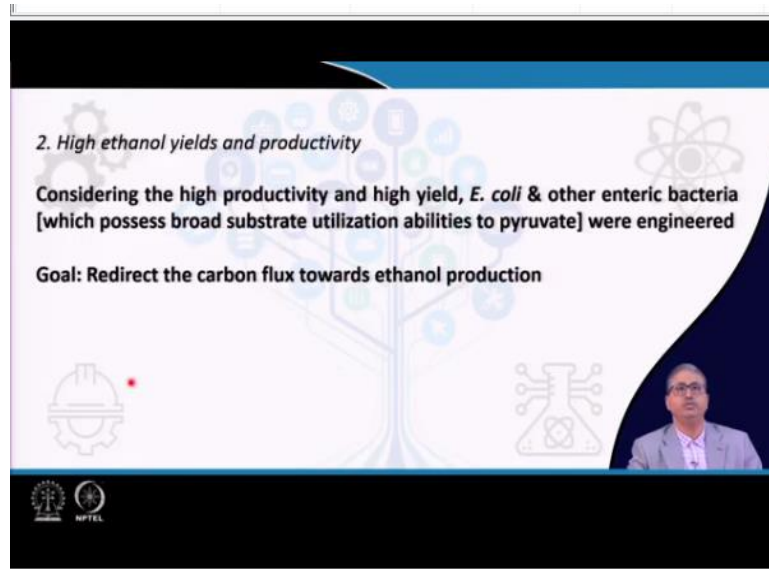 2. High ethanol yields and productivity
Considering the high productivity and high yield, E. coli & other enteric bacteria
[which possess broad substrate utilization abilities to pyruvate] were engineered
Goal: Redirect the carbon flux towards ethanol production
NPTEL